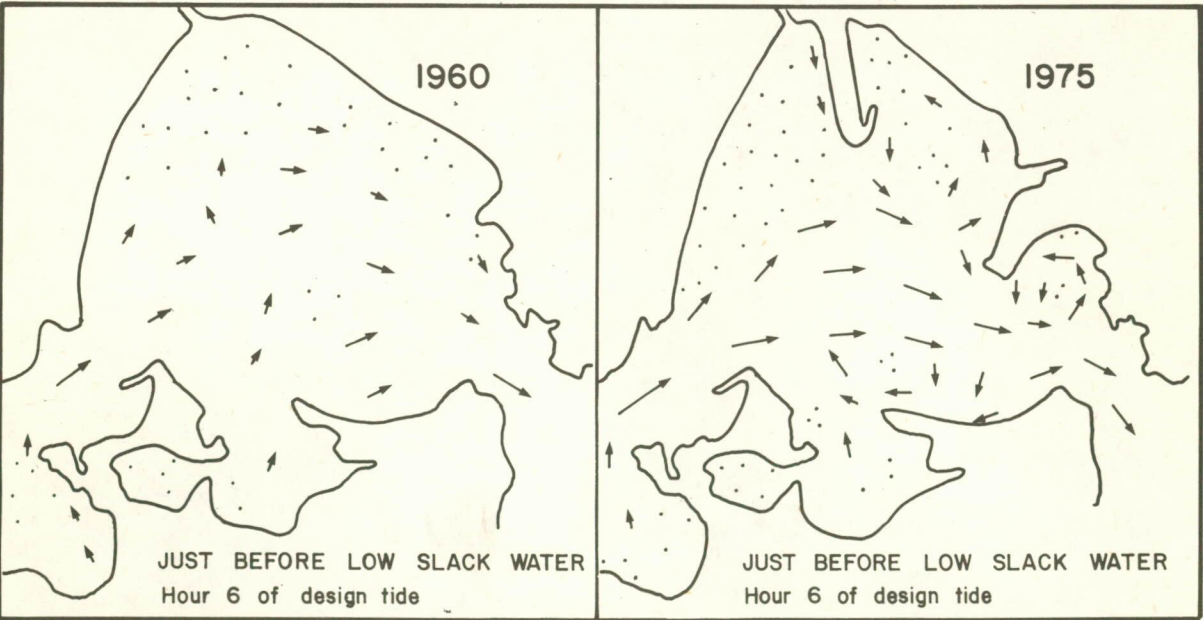 1960
JUST BEFORE LOW SLACK WATER
Hour 6 of design tide
1975
JUST BEFORE LOW SLACK WATER
Hour 6 of design tide